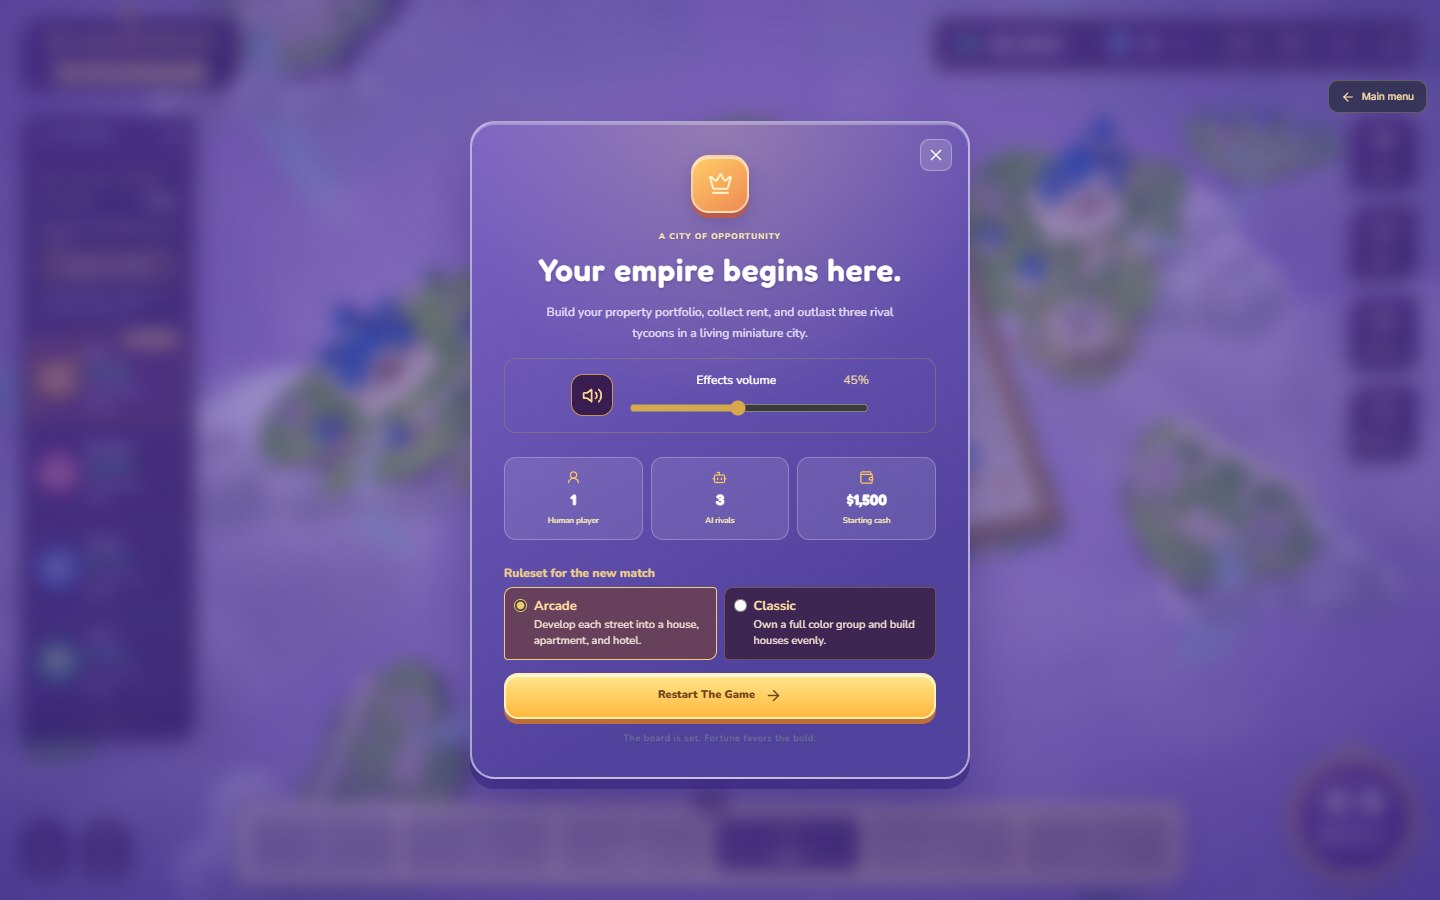 Main menu
A CITY OF OPPORTUNITY
Your empire begins here.
Build your property portfolio, collect rent, and outlast three rival
tycoons in a living miniature city.
Effects volume 45%
1
Human player
3
AI rivals
$1,500
Starting cash
Ruleset for the new match
Arcade
Develop each street into a house,
apartment, and hotel.
Classic
Own a full color group and build
houses evenly.
Restart The Game
The board is set. Fortune favors the bold.